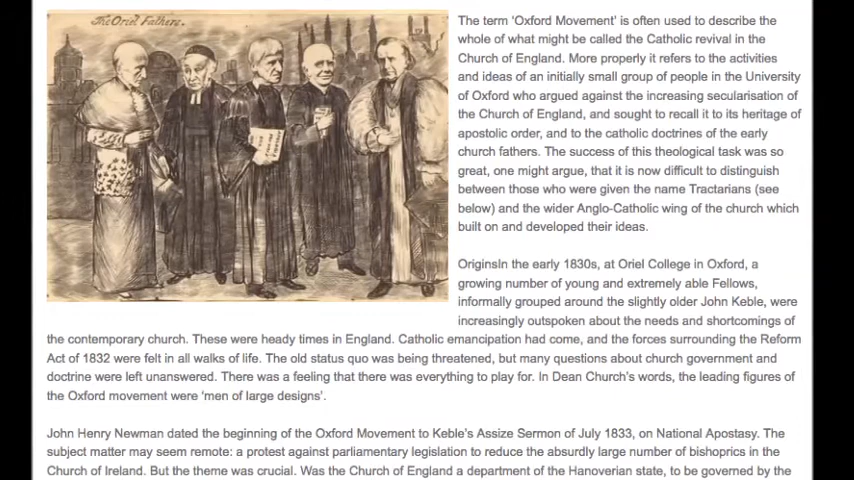 The Oriel Fathers.
The term ‘Oxford Movement’ is often used to describe the
whole of what might be called the Catholic revival in the
Church of England. More properly it refers to the activities
and ideas of an initially small group of people in the University
of Oxford who argued against the increasing secularisation of
the Church of England, and sought to recall it to its heritage of
apostolic order, and to the catholic doctrines of the early
church fathers. The success of this theological task was so
great, one might argue, that it is now difficult to distinguish
between those who were given the name Tractarians (see
below) and the wider Anglo-Catholic wing of the church which
built on and developed their ideas.
OriginsIn the early 1830s, at Oriel College in Oxford, a
growing number of young and extremely able Fellows,
informally grouped around the slightly older John Keble, were
increasingly outspoken about the needs and shortcomings of
the contemporary church. These were heady times in England. Catholic emancipation had come, and the forces surrounding the Reform
Act of 1832 were felt in all walks of life. The old status quo was being threatened, but many questions about church government and
doctrine were left unanswered. There was a feeling that there was everything to play for. In Dean Church’s words, the leading figures of
the Oxford movement were ‘men of large designs’.
John Henry Newman dated the beginning of the Oxford Movement to Keble’s Assize Sermon of July 1833, on National Apostasy. The
subject matter may seem remote: a protest against parliamentary legislation to reduce the absurdly large number of bishoprics in the
Church of Ireland. But the theme was crucial. Was the Church of England a department of the Hanoverian state, to be governed by the